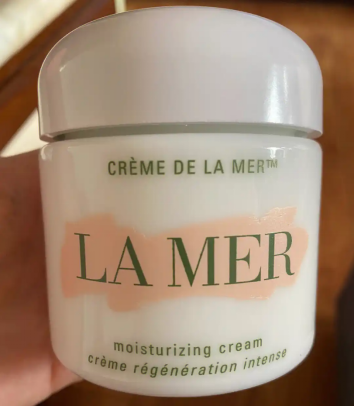 CRÈME DE LA MER™
LA MER
moisturizing cream
crème régénération intense